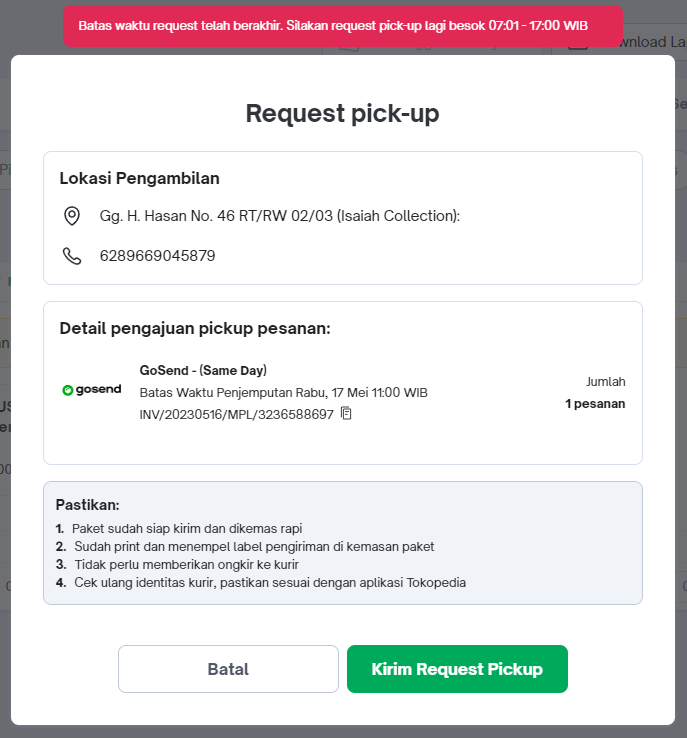 Batas waktu request telah berakhir. Silakan request pick-up lagi besok 07:01 - 17:00 WIB
Request pick-up
Lokasi Pengambilan
Gg. H. Hasan No. 46 RT/RW 02/03 (Isaiah Collection):
6289669045879
Detail pengajuan pickup pesanan:
gosend
GoSend - (Same Day)
Batas Waktu Penjemputan Rabu, 17 Mei 11:00 WIB
INV/20230516/MPL/3236588697
Jumlah
1 pesanan
Pastikan:
1. Paket sudah siap kirim dan dikemas rapi
2. Sudah print dan menempel label pengiriman di kemasan paket
3. Tidak perlu memberikan ongkir ke kurir
4. Cek ulang identitas kurir, pastikan sesuai dengan aplikasi Tokopedia
Batal
Kirim Request Pickup